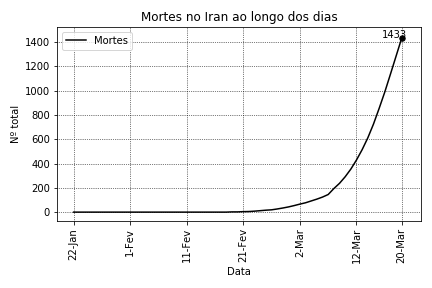 Mortes no Iran ao longo dos dias
Mortes
1433
Nº total
1400
1200
1000
800
600
400
200
0
22-Jan
1-Fev
11-Fev
21-Fev
2-Mar
12-Mar
20-Mar
Data